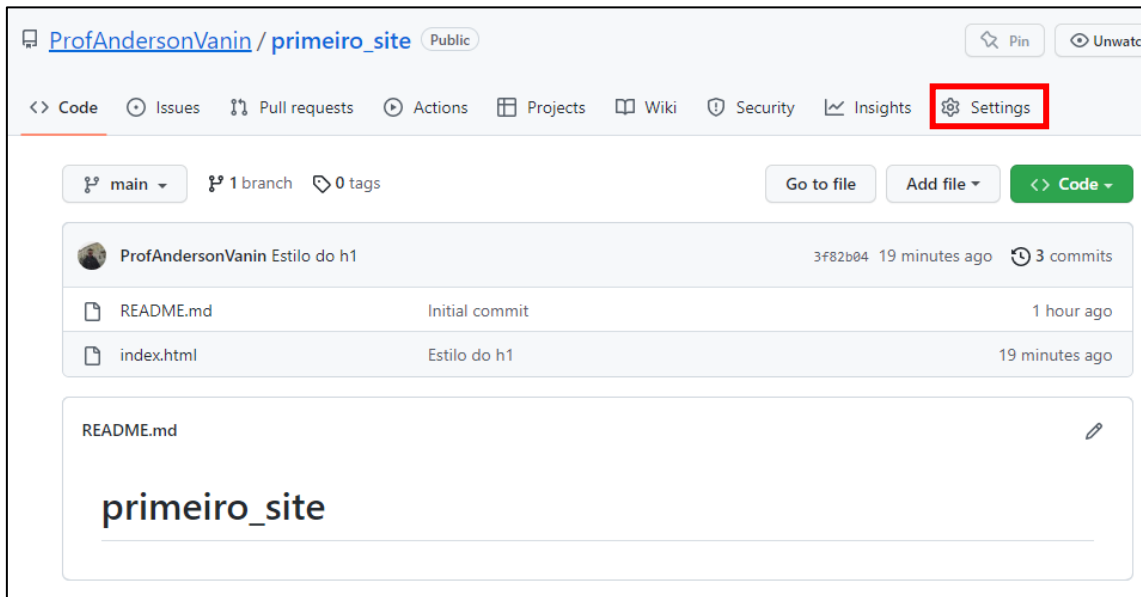 ProfAndersonVanin / primeiro_site Public Pin
Code Issues Pull requests Actions Projects Wiki Security Insights Settings
main 1 branch 0 tags Go to file Add file Code
ProfAndersonVanin Estilo do h1 3f82b04 19 minutes ago 3 commits
README.md Initial commit 1 hour ago
index.html Estilo do h1 19 minutes ago
README.md
primeiro_site